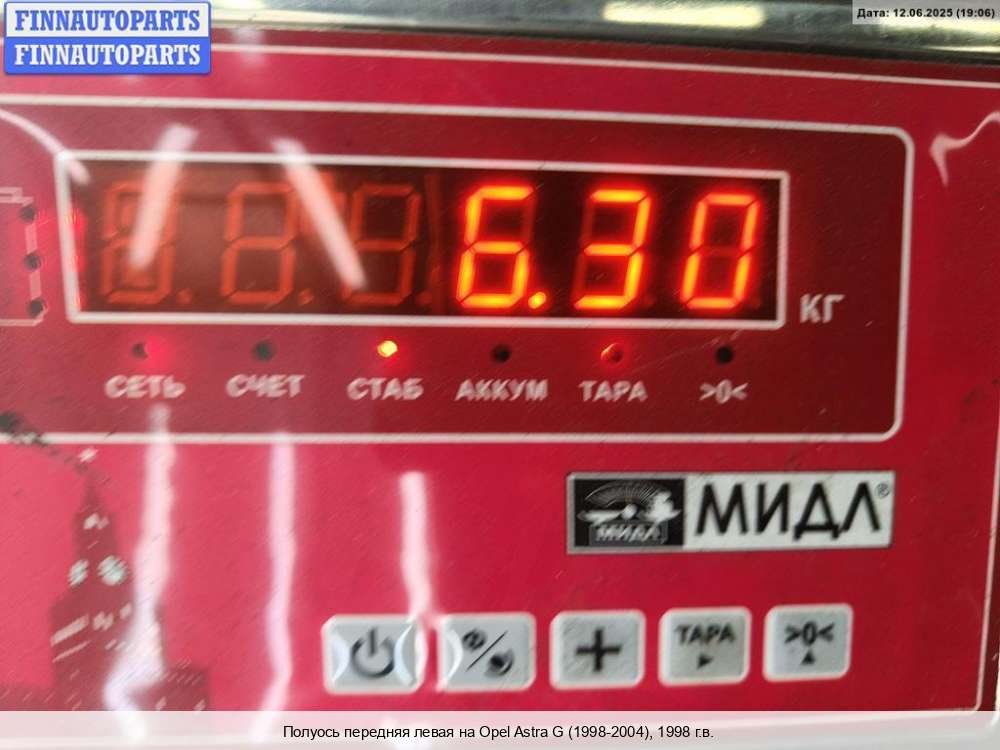 FINNAUTOPARTS
FINNAUTOPARTS
Дата: 12.06.2025 (19:06)
6.30
КГ
СЕТЬ СЧЕТ СТАБ АККУМ ТАРА >0<
МИДЛ МИДЛ®
ТАРА >0<
Полуось передняя левая на Opel Astra G (1998-2004), 1998 г.в.